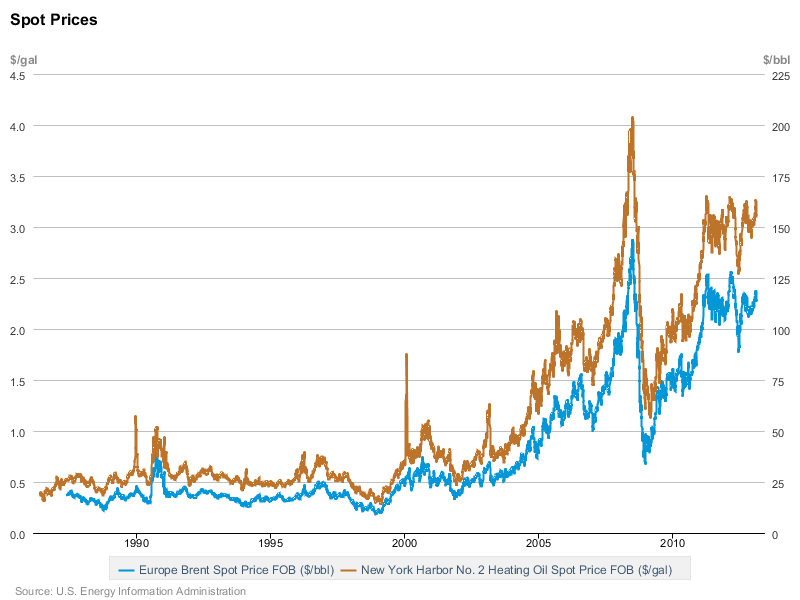 Spot Prices
$/gal $/bbl
4.5 225
4.0 200
3.5 175
3.0 150
2.5 125
2.0 100
1.5 75
1.0 50
0.5 25
0.0 0
1990 1995 2000 2005 2010
Europe Brent Spot Price FOB ($/bbl) New York Harbor No. 2 Heating Oil Spot Price FOB ($/gal)
Source: U.S. Energy Information Administration